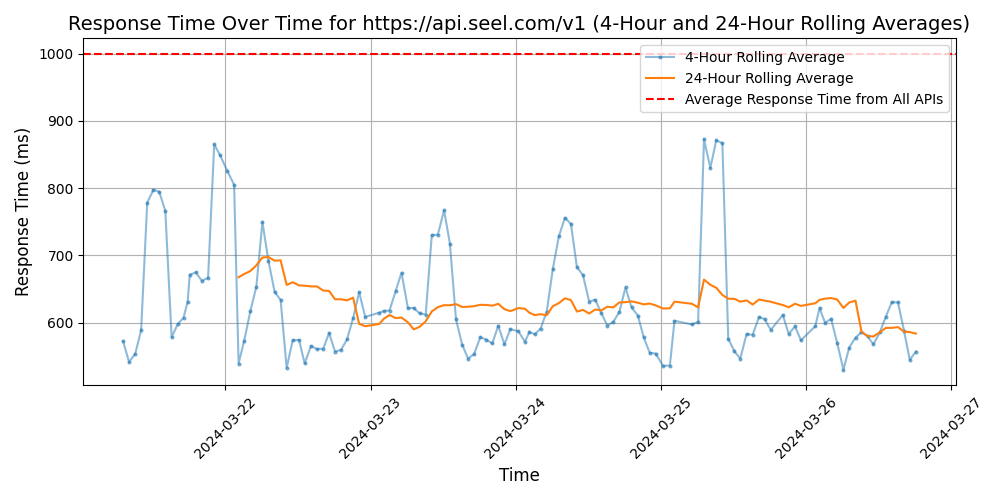 Response Time Over Time for https://api.seel.com/v1 (4-Hour and 24-Hour Rolling Averages)
4-Hour Rolling Average
24-Hour Rolling Average
Average Response Time from All APIs
Response Time (ms)
1000
900
800
700
600
2024-03-22
2024-03-23
2024-03-24
2024-03-25
2024-03-26
2024-03-27
Time